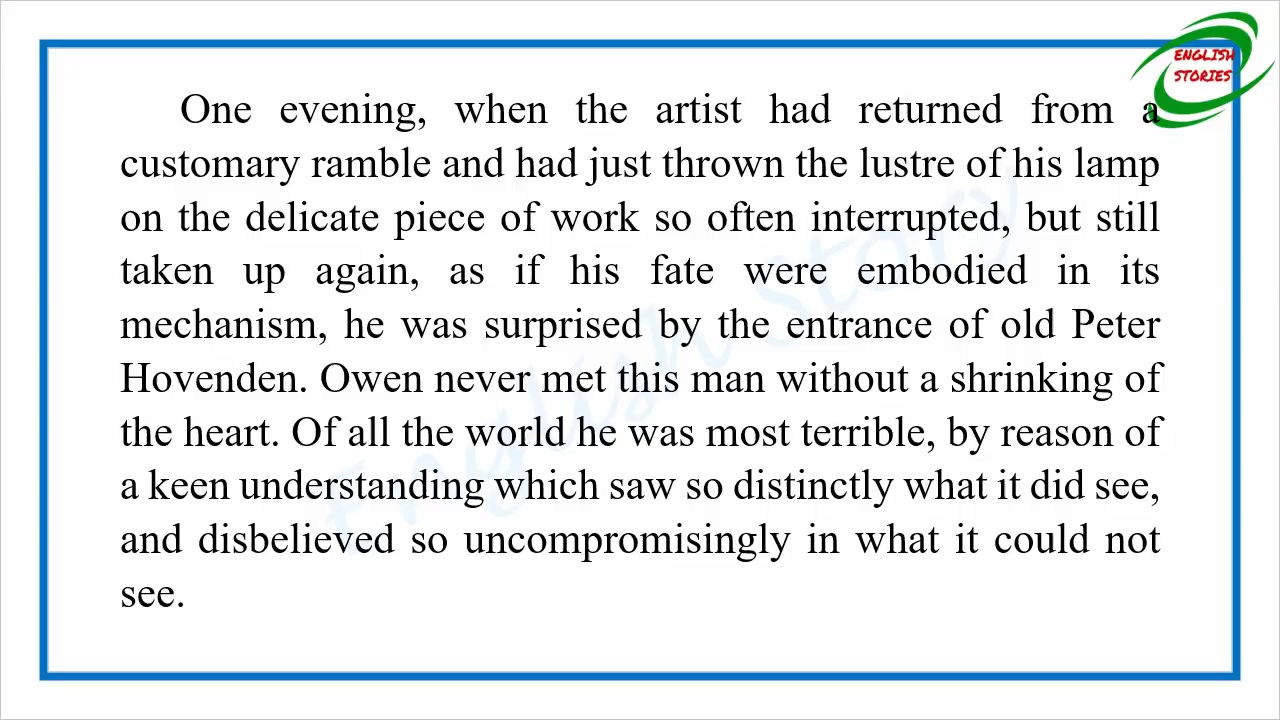 ENGLISH
STORIES
One evening, when the artist had returned from a
customary ramble and had just thrown the lustre of his lamp
on the delicate piece of work so often interrupted, but still
taken up again, as if his fate were embodied in its
mechanism, he was surprised by the entrance of old Peter
Hovenden. Owen never met this man without a shrinking of
the heart. Of all the world he was most terrible, by reason of
a keen understanding which saw so distinctly what it did see,
and disbelieved so uncompromisingly in what it could not
see.
English Story